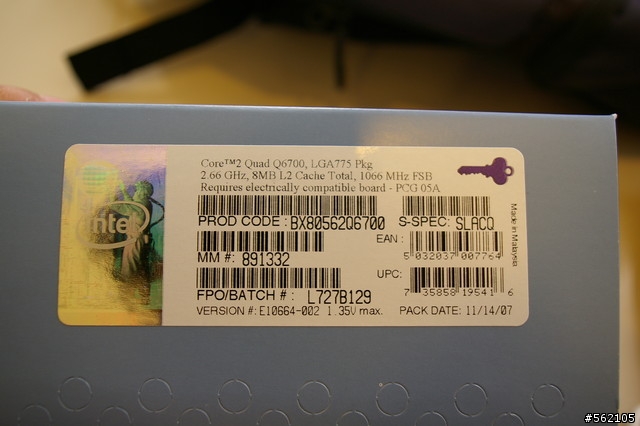 Core™2 Quad Q6700, LGA775 Pkg
2.66 GHz, 8MB L2 Cache Total, 1066 MHz FSB
Requires electrically compatible board - PCG 05A
intel
PROD CODE : BX80562Q6700 S-SPEC: SLACQ
EAN :
5 032037 007764
MM #: 891332
UPC:
7 35858 19541 6
FPO/BATCH # : L727B129
VERSION #: E10664-002 1.35V max. PACK DATE: 11/14/07
Made in Malaysia
#562105